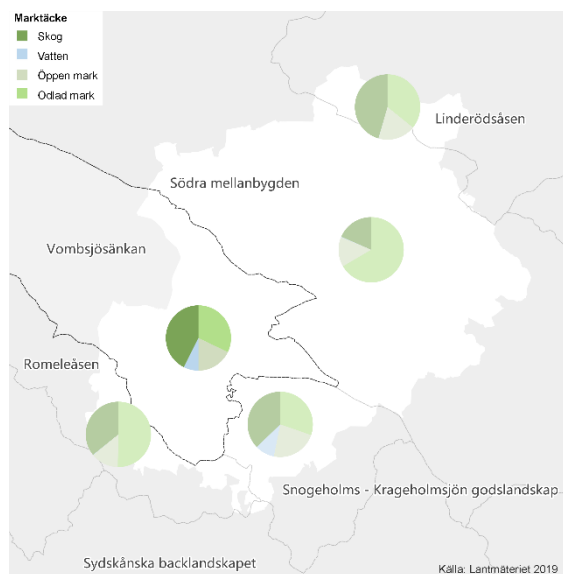 Marktäcke
Skog
Vatten
Öppen mark
Odlad mark
Linderödsåsen
Södra mellanbygden
Vombsjösänkan
Romeleåsen
Snogeholms - Krageholmsjön godslandskap
Sydskånska backlandskapet
Källa: Lantmäteriet 2019